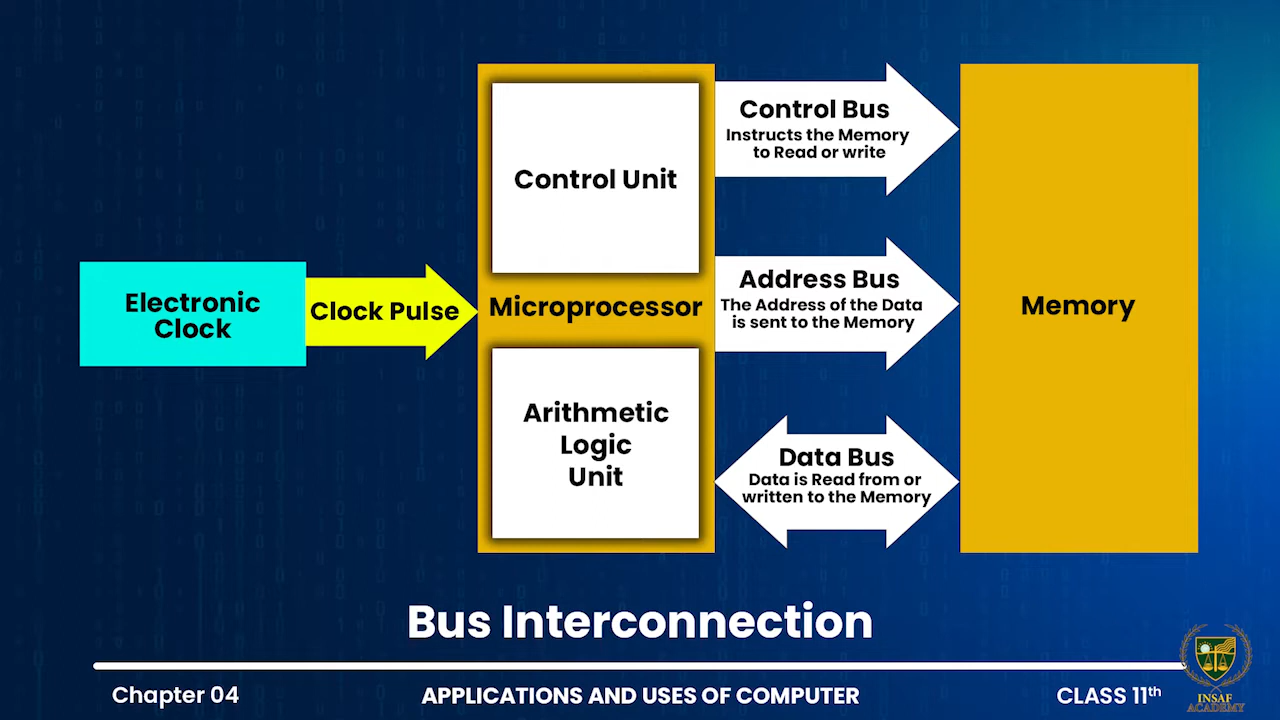 Control Unit
Microprocessor
Arithmetic
Logic
Unit
Electronic
Clock
Clock Pulse
Control Bus
Instructs the Memory
to Read or write
Address Bus
The Address of the Data
is sent to the Memory
Data Bus
Data is Read from or
written to the Memory
Memory
Bus Interconnection
Chapter 04
APPLICATIONS AND USES OF COMPUTER
CLASS 11th
INSAF
ACADEMY